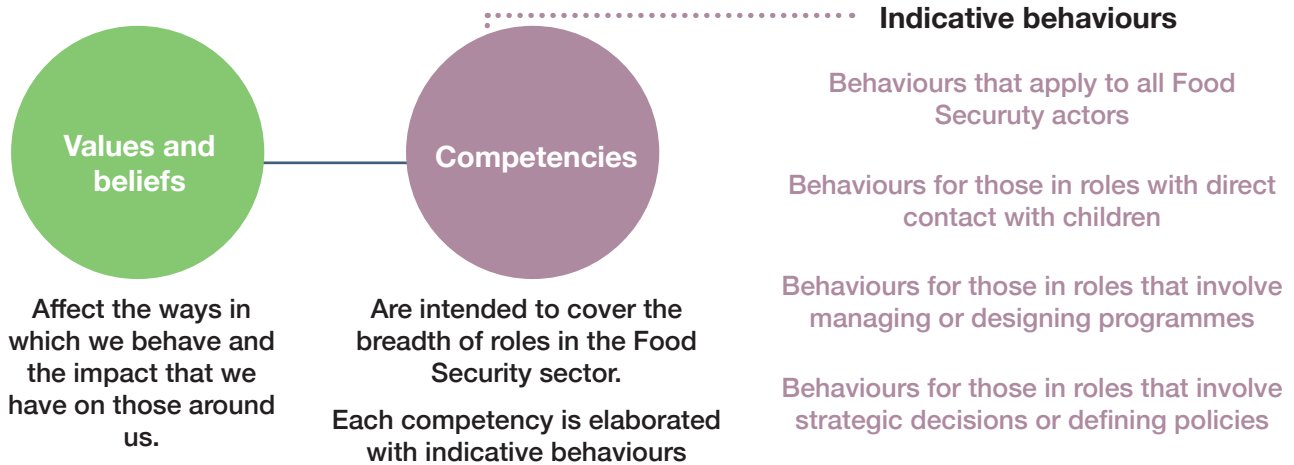 Values and
beliefs
Affect the ways in
which we behave and
the impact that we
have on those around
us.
Competencies
Are intended to cover the
breadth of roles in the Food
Security sector.
Each competency is elaborated
with indicative behaviours
Indicative behaviours
Behaviours that apply to all Food
Securuty actors
Behaviours for those in roles with direct
contact with children
Behaviours for those in roles that involve
managing or designing programmes
Behaviours for those in roles that involve
strategic decisions or defining policies